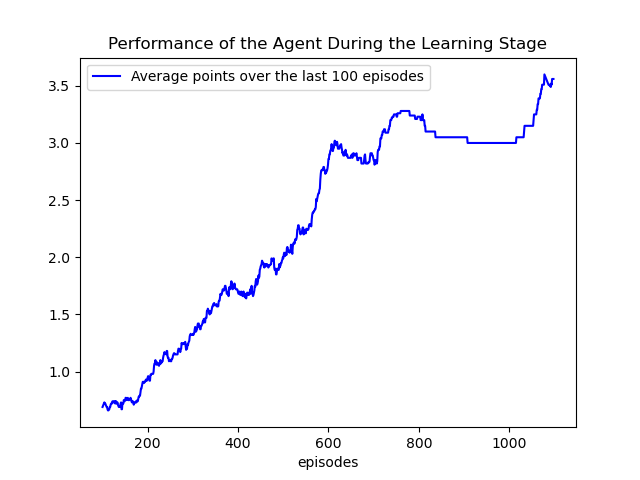 Performance of the Agent During the Learning Stage
Average points over the last 100 episodes
3.5
3.0
2.5
2.0
1.5
1.0
200 400 600 800 1000
episodes